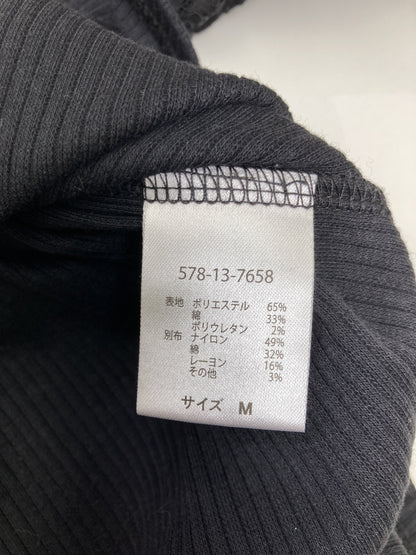 578-13-7658
表地 ポリエステル 65%
綿 33%
ポリウレタン 2%
別布 ナイロン 49%
綿 32%
レーヨン 16%
その他 3%
サイズ M